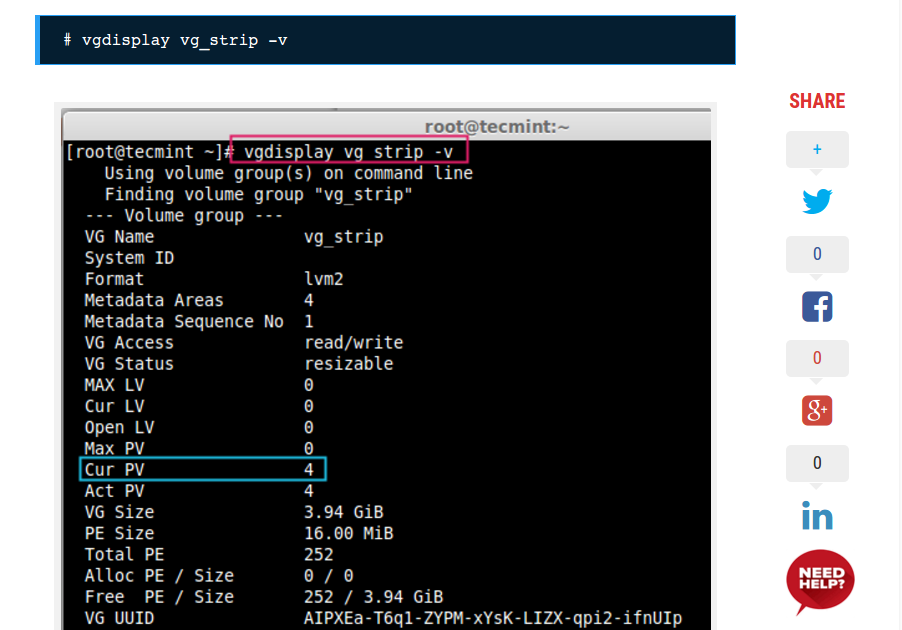 # vgdisplay vg_strip -v
SHARE
root@tecmint:~
+
[root@tecmint ~]# vgdisplay vg_strip -v
Using volume group(s) on command line
Finding volume group "vg_strip"
--- Volume group ---
VG Name vg_strip
System ID
Format lvm2
Metadata Areas 4
Metadata Sequence No 1
VG Access read/write
VG Status resizable
MAX LV 0
Cur LV 0
Open LV 0
Max PV 0
Cur PV 4
Act PV 4
VG Size 3.94 GiB
PE Size 16.00 MiB
Total PE 252
Alloc PE / Size 0 / 0
Free  PE / Size 252 / 3.94 GiB
VG UUID AIPXEa-T6q1-ZYPM-xYsK-LIZX-qpi2-ifnUIp
0
f
0
g+
0
in
NEED
HELP?